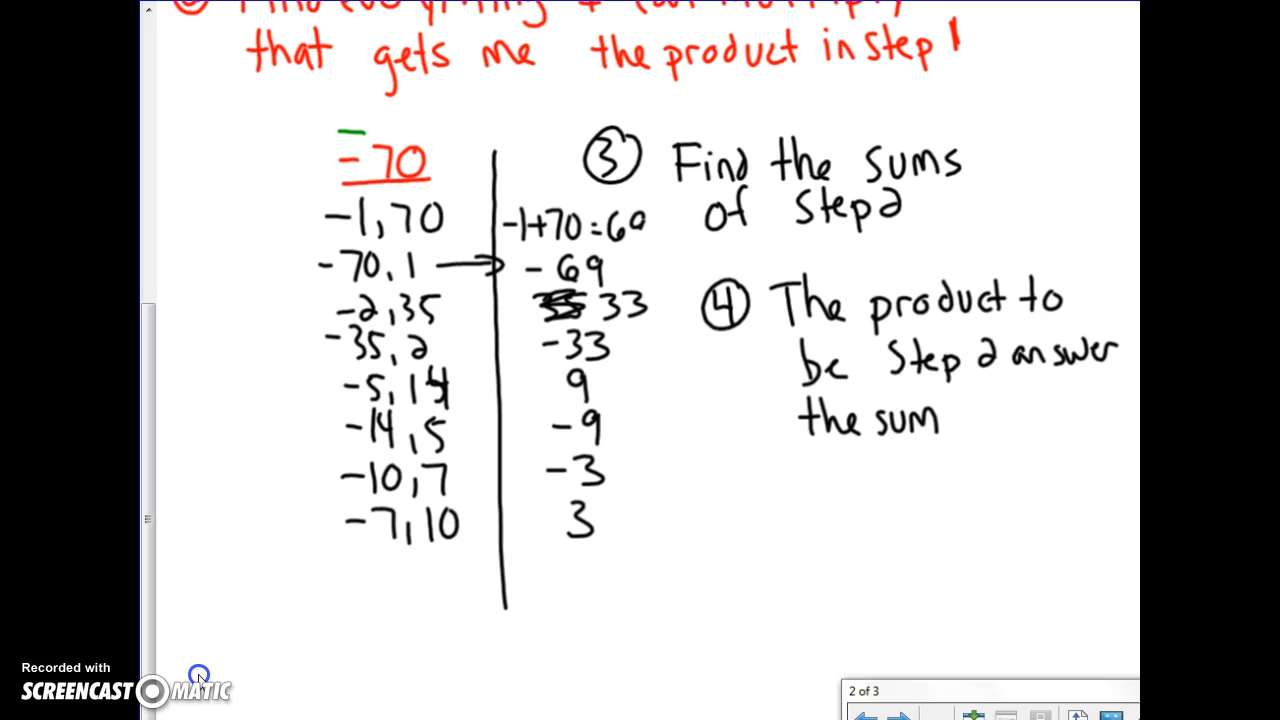 that gets me the product in step 1
-70
-1, 70
-70, 1
-2, 35
-35, 2
-5, 14
-14, 5
-10, 7
-7, 10
-1+70=69
-69
33
-33
9
-9
-3
3
③ Find the sums
of step 2
④ The product to
be step 2 answer
the sum
Recorded with
SCREENCAST MATIC
2 of 3